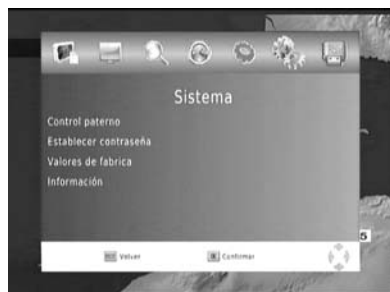 Sistema
Control paterno
Establecer contraseña
Valores de fabrica
Información
Volver
Confirmar
5